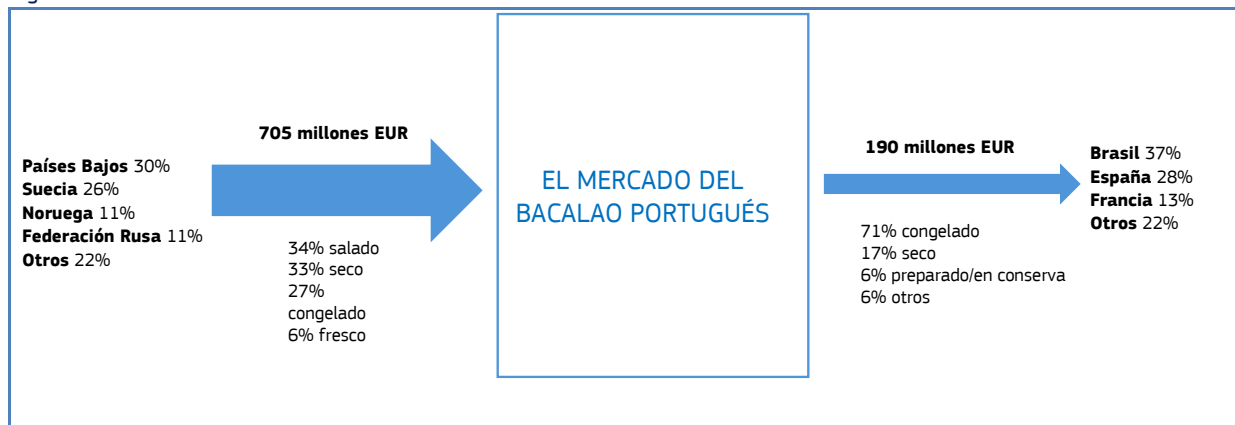 705 millones EUR
Países Bajos 30%
Suecia 26%
Noruega 11%
Federación Rusa 11%
Otros 22%
34% salado
33% seco
27%
congelado
6% fresco
EL MERCADO DEL
BACALAO PORTUGUÉS
190 millones EUR
71% congelado
17% seco
6% preparado/en conserva
6% otros
Brasil 37%
España 28%
Francia 13%
Otros 22%